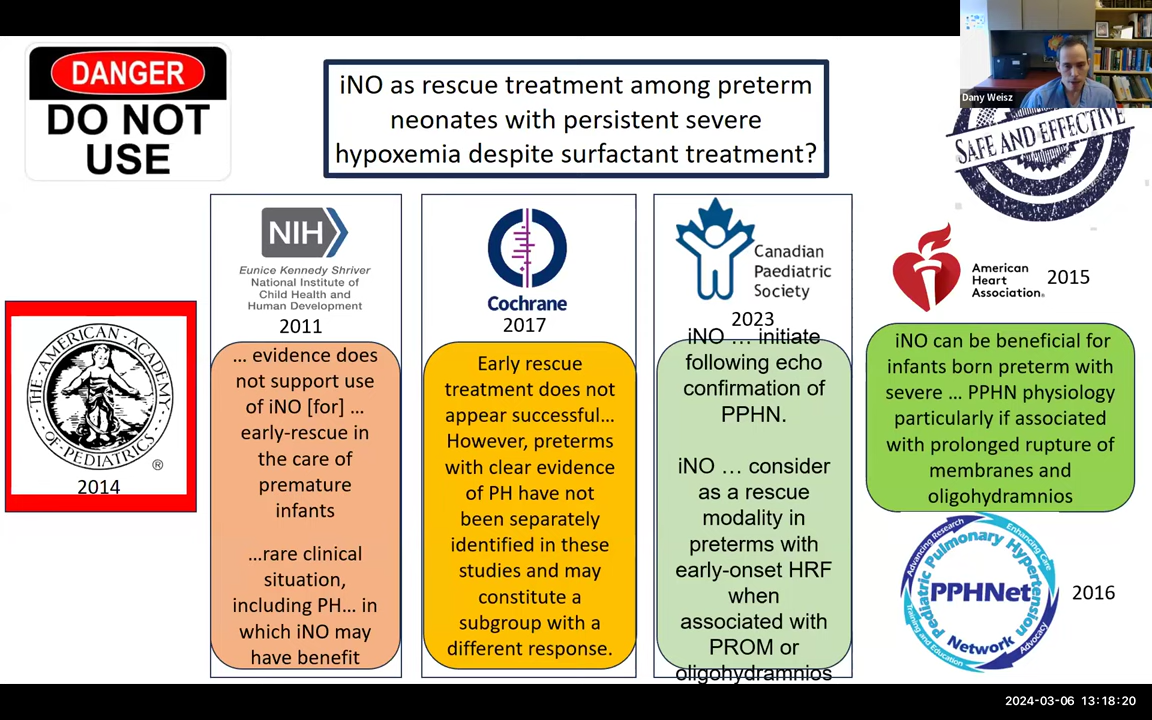 DANGER
DO NOT
USE
iNO as rescue treatment among preterm
neonates with persistent severe
hypoxemia despite surfactant treatment?
Dany Weisz
SAFE AND EFFECTIVE
THE AMERICAN ACADEMY
OF PEDIATRICS
®
2014
NIH
Eunice Kennedy Shriver
National Institute of
Child Health and
Human Development
2011
... evidence does
not support use
of iNO [for] ...
early-rescue in
the care of
premature
infants
...rare clinical
situation,
including PH... in
which iNO may
have benefit
Cochrane
2017
Early rescue
treatment does not
appear successful...
However, preterms
with clear evidence
of PH have not
been separately
identified in these
studies and may
constitute a
subgroup with a
different response.
Canadian
Paediatric
Society
2023
iNO ... initiate
following echo
confirmation of
PPHN.
iNO ... consider
as a rescue
modality in
preterms with
early-onset HRF
when
associated with
PROM or
oligohydramnios
American
Heart
Association®
2015
iNO can be beneficial for
infants born preterm with
severe ... PPHN physiology
particularly if associated
with prolonged rupture of
membranes and
oligohydramnios
Advancing Research
Enhancing Care
Pediatric Pulmonary Hypertension
PPHNet
Network
Training and Education
Advocacy
2016
2024-03-06 13:18:20